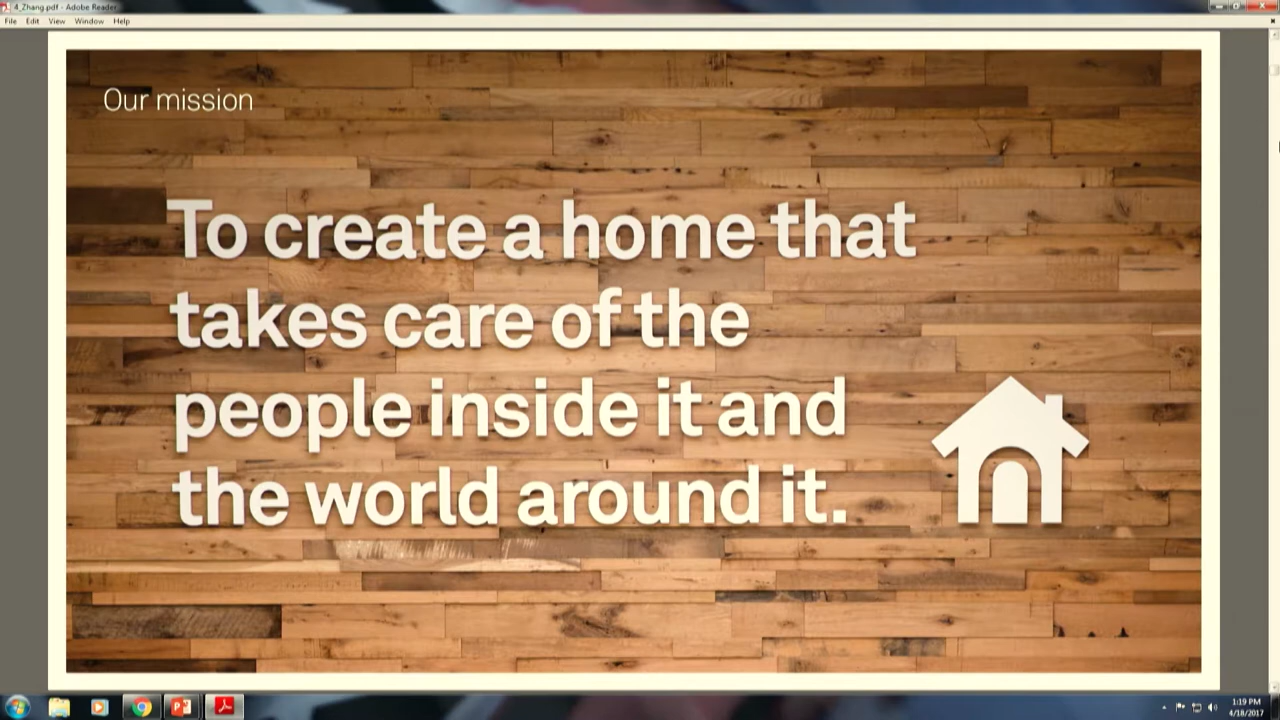 4_Zhang.pdf - Adobe Reader
File Edit View Window Help
Our mission
To create a home that
takes care of the
people inside it and
the world around it.
1:19 PM
4/18/2017